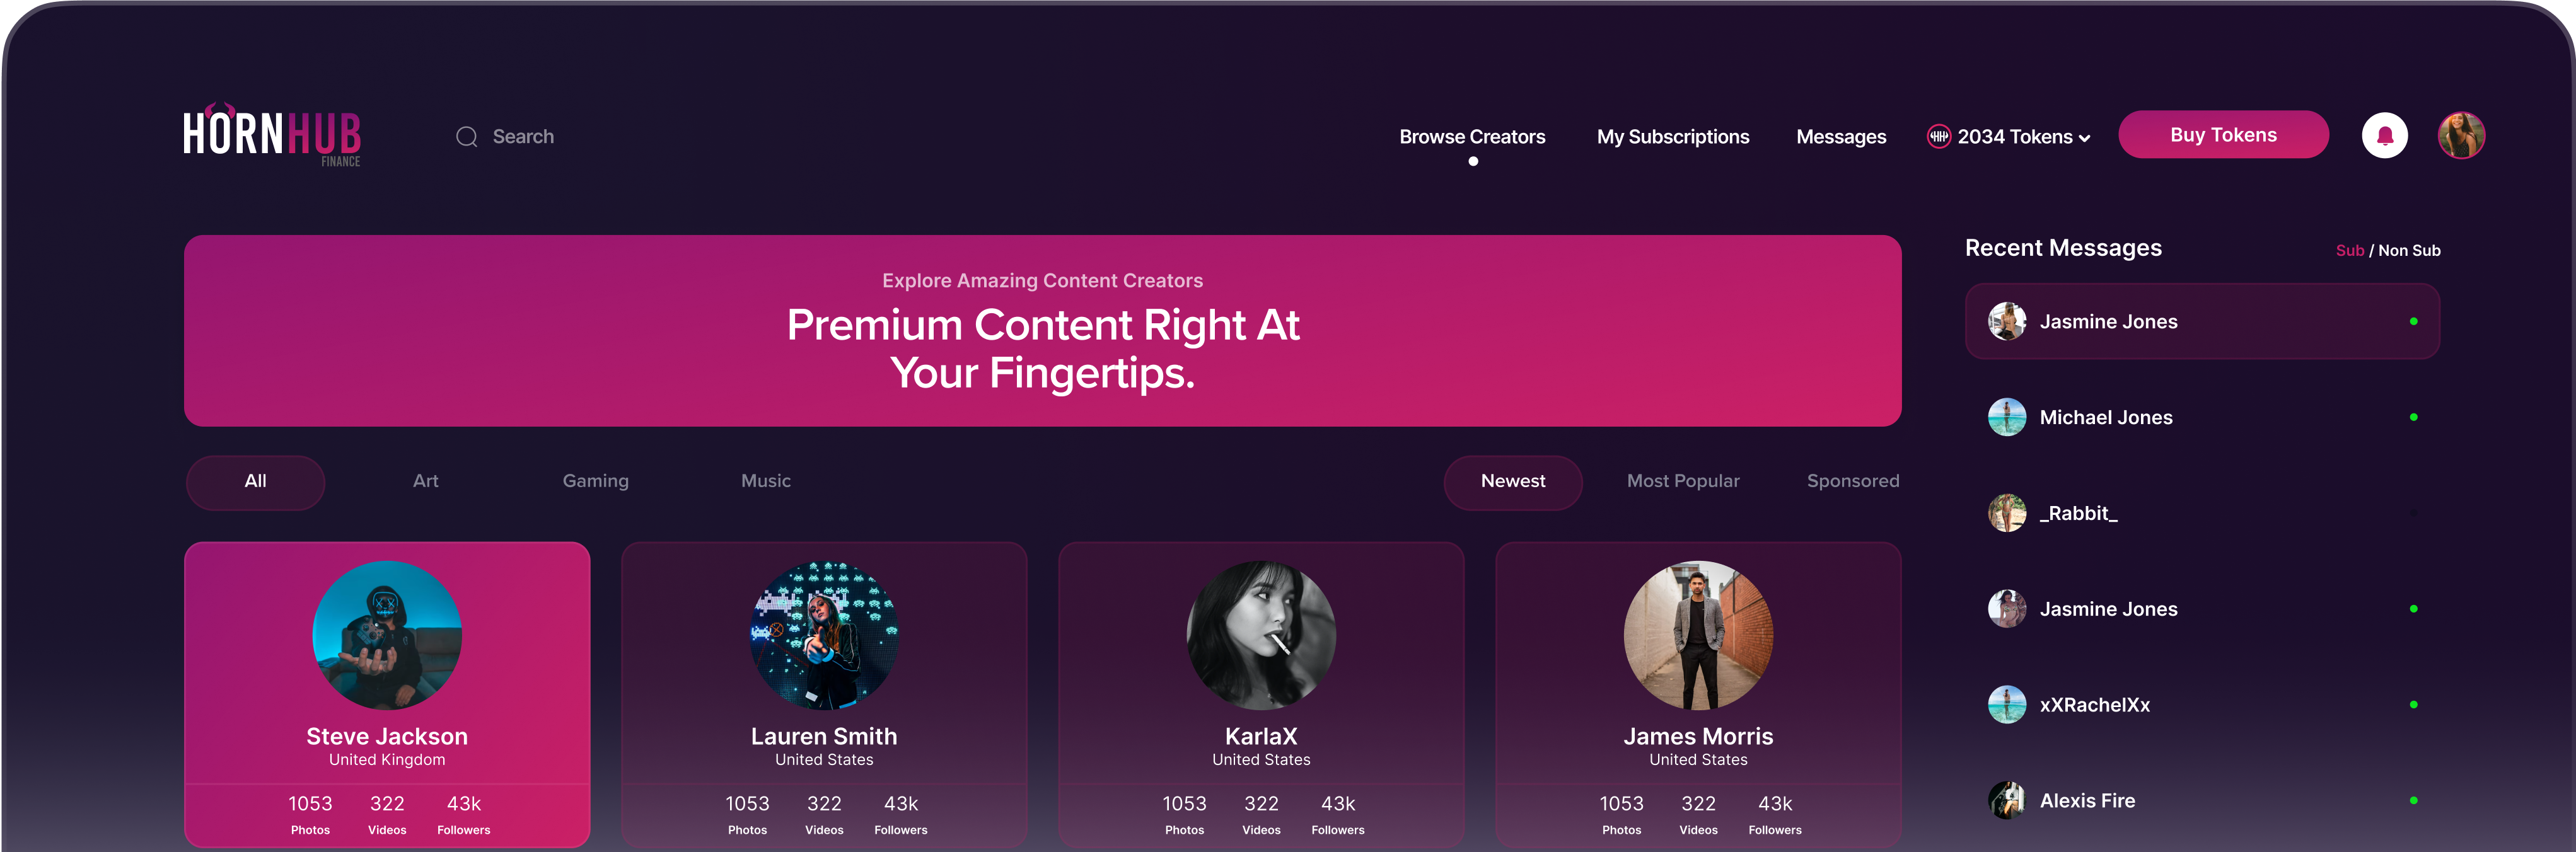 HORNHUB
FINANCE
Search
Browse Creators
My Subscriptions
Messages
2034 Tokens
Buy Tokens
Explore Amazing Content Creators
Premium Content Right At
Your Fingertips.
All
Art
Gaming
Music
Newest
Most Popular
Sponsored
Steve Jackson
United Kingdom
1053 322 43k
Photos Videos Followers
Lauren Smith
United States
1053 322 43k
Photos Videos Followers
KarlaX
United States
1053 322 43k
Photos Videos Followers
James Morris
United States
1053 322 43k
Photos Videos Followers
Recent Messages
Sub / Non Sub
Jasmine Jones
Michael Jones
_Rabbit_
Jasmine Jones
xXRachelXx
Alexis Fire